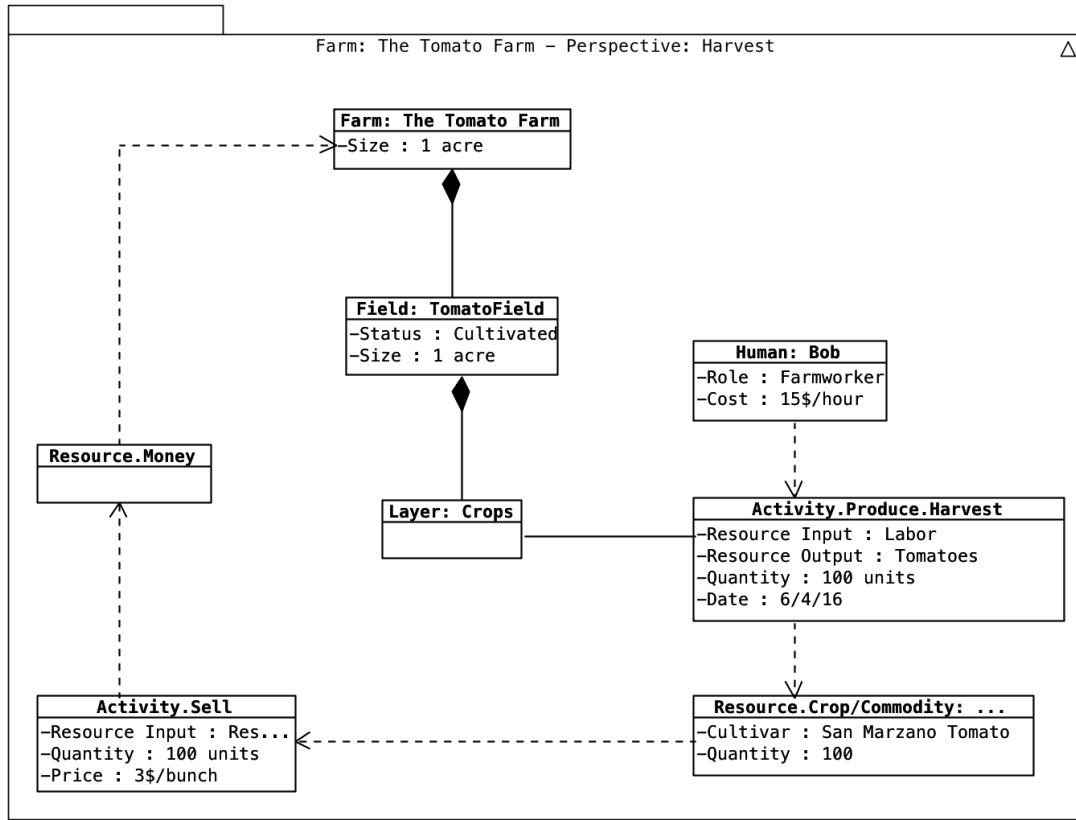 Farm: The Tomato Farm – Perspective: Harvest
Farm: The Tomato Farm
–Size : 1 acre
Field: TomatoField
–Status : Cultivated
–Size : 1 acre
Human: Bob
–Role : Farmworker
–Cost : 15$/hour
Resource.Money
Layer: Crops
Activity.Produce.Harvest
–Resource Input : Labor
–Resource Output : Tomatoes
–Quantity : 100 units
–Date : 6/4/16
Activity.Sell
–Resource Input : Res...
–Quantity : 100 units
–Price : 3$/bunch
Resource.Crop/Commodity: ...
–Cultivar : San Marzano Tomato
–Quantity : 100